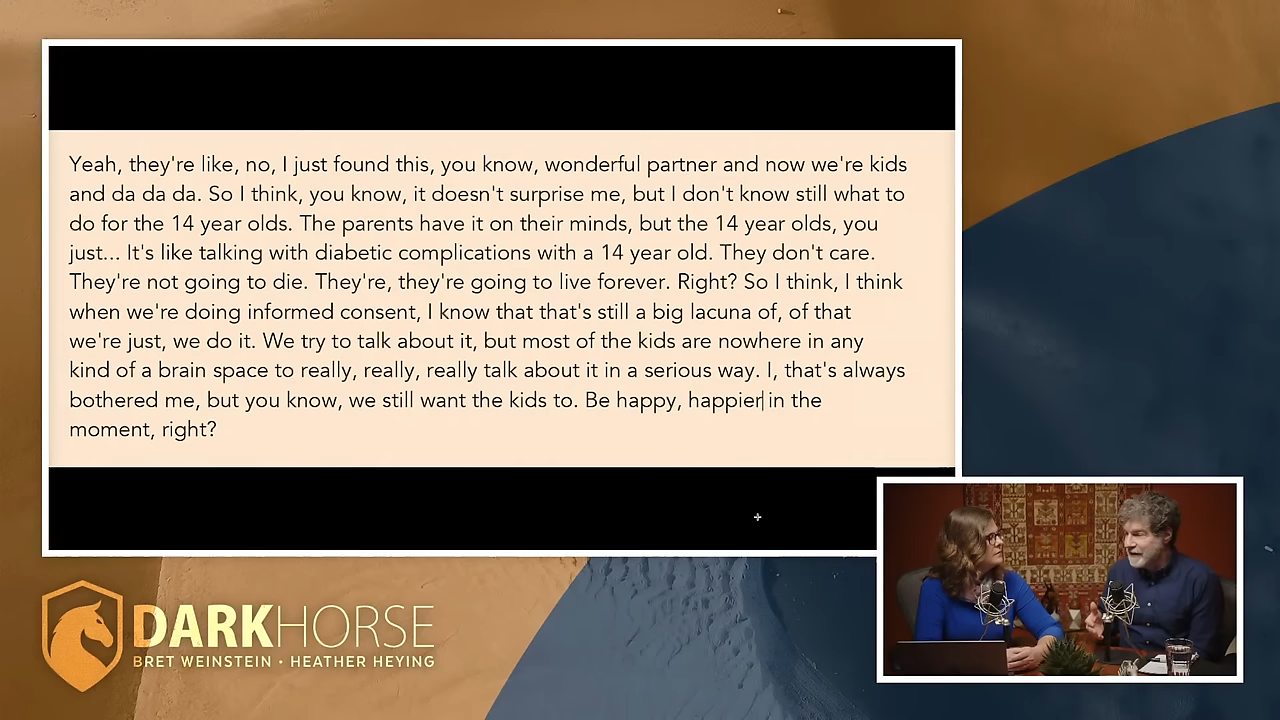 Yeah, they're like, no, I just found this, you know, wonderful partner and now we're kids
and da da da. So I think, you know, it doesn't surprise me, but I don't know still what to
do for the 14 year olds. The parents have it on their minds, but the 14 year olds, you
just... It's like talking with diabetic complications with a 14 year old. They don't care.
They're not going to die. They're, they're going to live forever. Right? So I think, I think
when we're doing informed consent, I know that that's still a big lacuna of, of that
we're just, we do it. We try to talk about it, but most of the kids are nowhere in any
kind of a brain space to really, really, really talk about it in a serious way. I, that's always
bothered me, but you know, we still want the kids to. Be happy, happier in the
moment, right?
DARKHORSE
BRET WEINSTEIN • HEATHER HEYING